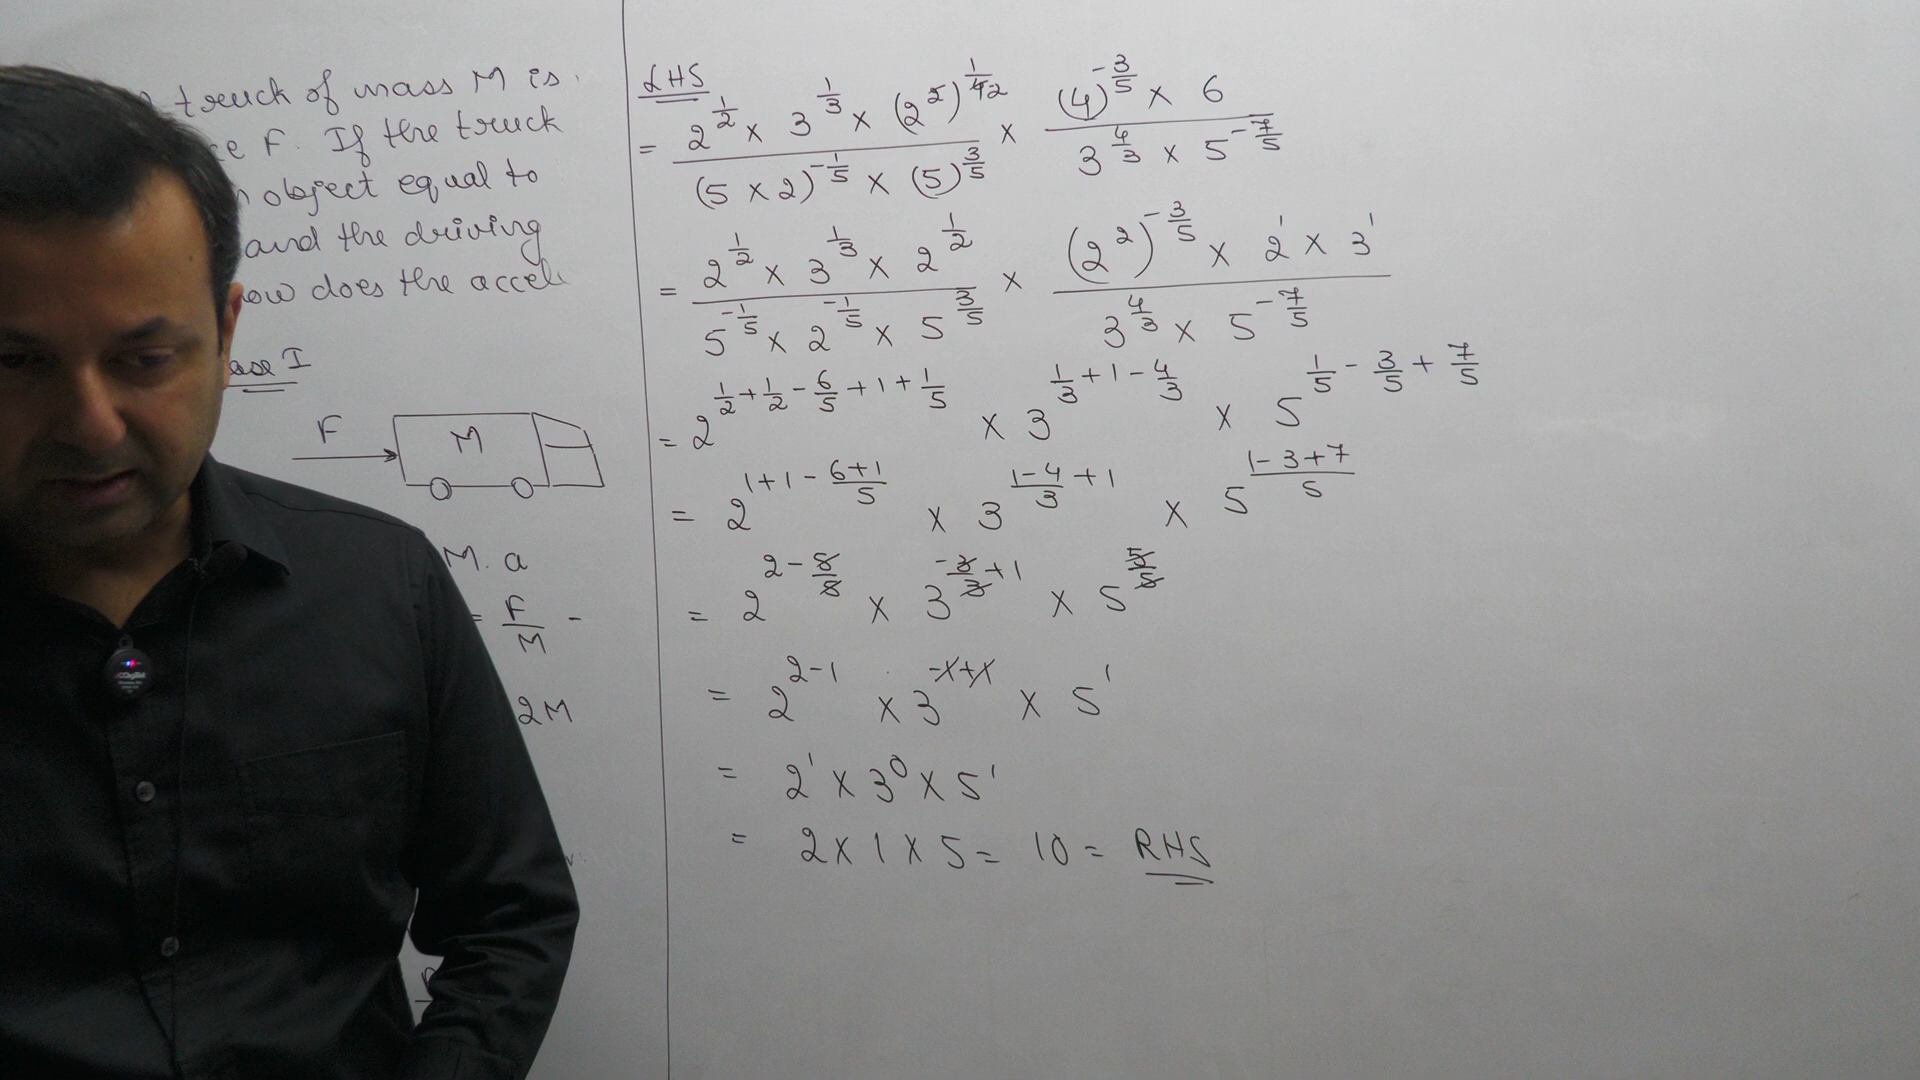 truck of mass M is
ce F. If the truck
object equal to
and the driving
ow does the accel
ase I
F
M
M. a
= F/M -
2M
LHS
= (2^(1/2) × 3^(1/3) × (2^2)^(1/42)) / ((5 × 2)^(-1/5) × (5)^(3/5)) × ((4)^(-3/5) × 6) / (3^(4/3) × 5^(-7/5))
= (2^(1/2) × 3^(1/3) × 2^(1/2)) / (5^(-1/5) × 2^(-1/5) × 5^(3/5)) × ((2^2)^(-3/5) × 2^1 × 3^1) / (3^(4/3) × 5^(-7/5))
= 2^(1/2 + 1/2 - 6/5 + 1 + 1/5) × 3^(1/3 + 1 - 4/3) × 5^(1/5 - 3/5 + 7/5)
= 2^(1 + 1 - (6+1)/5) × 3^((1-4)/3 + 1) × 5^((1-3+7)/5)
= 2^(2 - 5/5) × 3^(-3/3 + 1) × 5^(5/5)
= 2^(2-1) × 3^(-1+1) × 5^1
= 2^1 × 3^0 × 5^1
= 2 × 1 × 5 = 10 = RHS